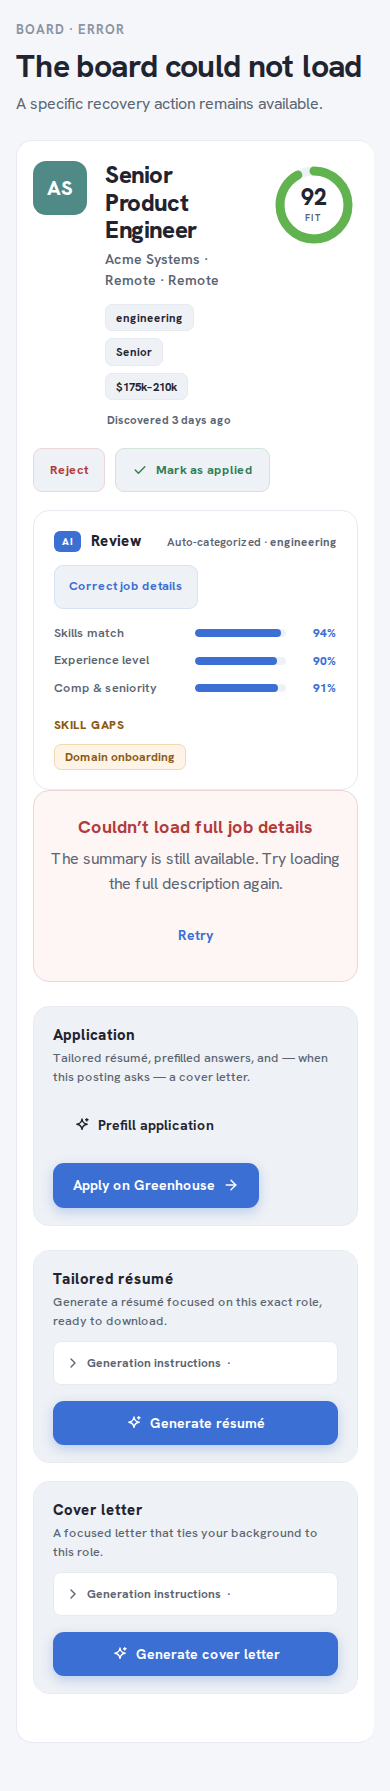 BOARD · ERROR
The board could not load
A specific recovery action remains available.
AS
Senior
Product
Engineer
92
FIT
Acme Systems ·
Remote · Remote
engineering
Senior
$175k–210k
Discovered 3 days ago
Reject
Mark as applied
AI Review Auto-categorized · engineering
Correct job details
Skills match 94%
Experience level 90%
Comp & seniority 91%
SKILL GAPS
Domain onboarding
Couldn’t load full job details
The summary is still available. Try loading
the full description again.
Retry
Application
Tailored résumé, prefilled answers, and — when
this posting asks — a cover letter.
Prefill application
Apply on Greenhouse
Tailored résumé
Generate a résumé focused on this exact role,
ready to download.
Generation instructions ·
Generate résumé
Cover letter
A focused letter that ties your background to
this role.
Generation instructions ·
Generate cover letter